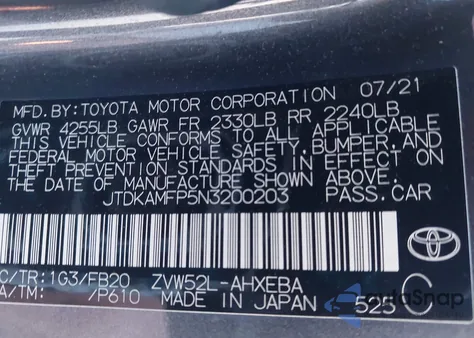 MFD. BY: TOYOTA MOTOR CORPORATION 07/21
GVWR 4255LB GAWR FR 2330LB RR 2240LB
THIS VEHICLE CONFORMS TO ALL APPLICABLE
FEDERAL MOTOR VEHICLE SAFETY, BUMPER, AND
THEFT PREVENTION STANDARDS IN EFFECT ON
THE DATE OF MANUFACTURE SHOWN ABOVE.
JTDKAMFP5N3200203 PASS. CAR
TOYOTA
C/TR: 1G3/FB20 ZVW52L-AHXEBA C
A/TM: /P610 MADE IN JAPAN 525
autoSnap